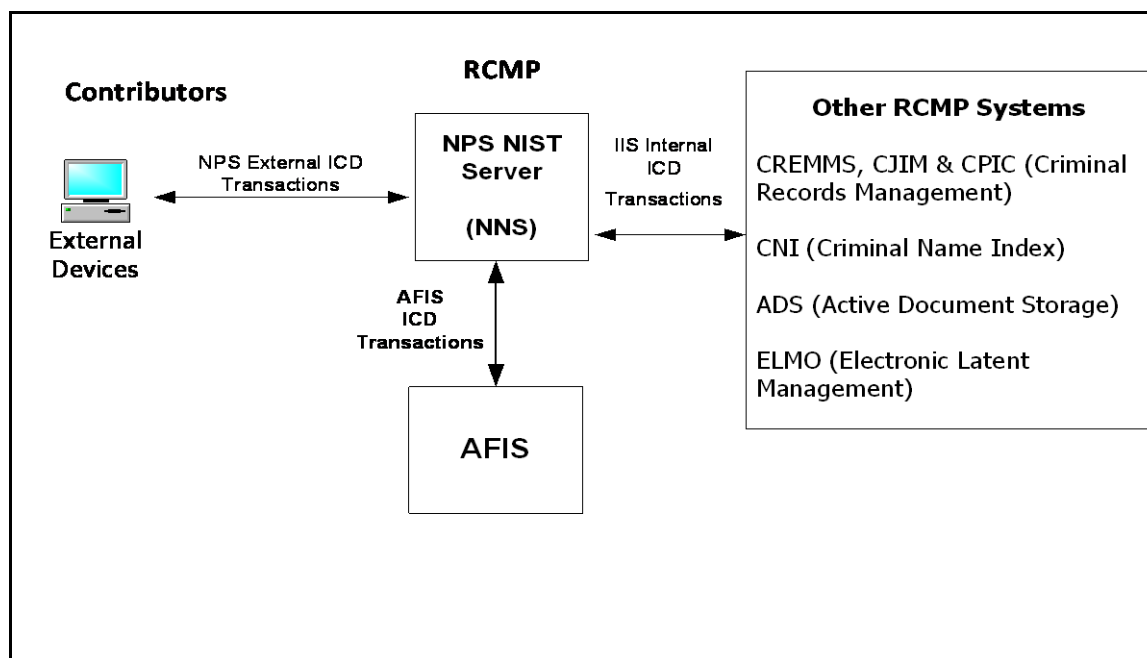 Contributors
External
Devices
NPS External ICD
Transactions
RCMP
NPS NIST
Server
(NNS)
AFIS
ICD
Transactions
AFIS
IIS Internal
ICD
Transactions
Other RCMP Systems
CREMMS, CJIM & CPIC (Criminal
Records Management)
CNI (Criminal Name Index)
ADS (Active Document Storage)
ELMO (Electronic Latent
Management)